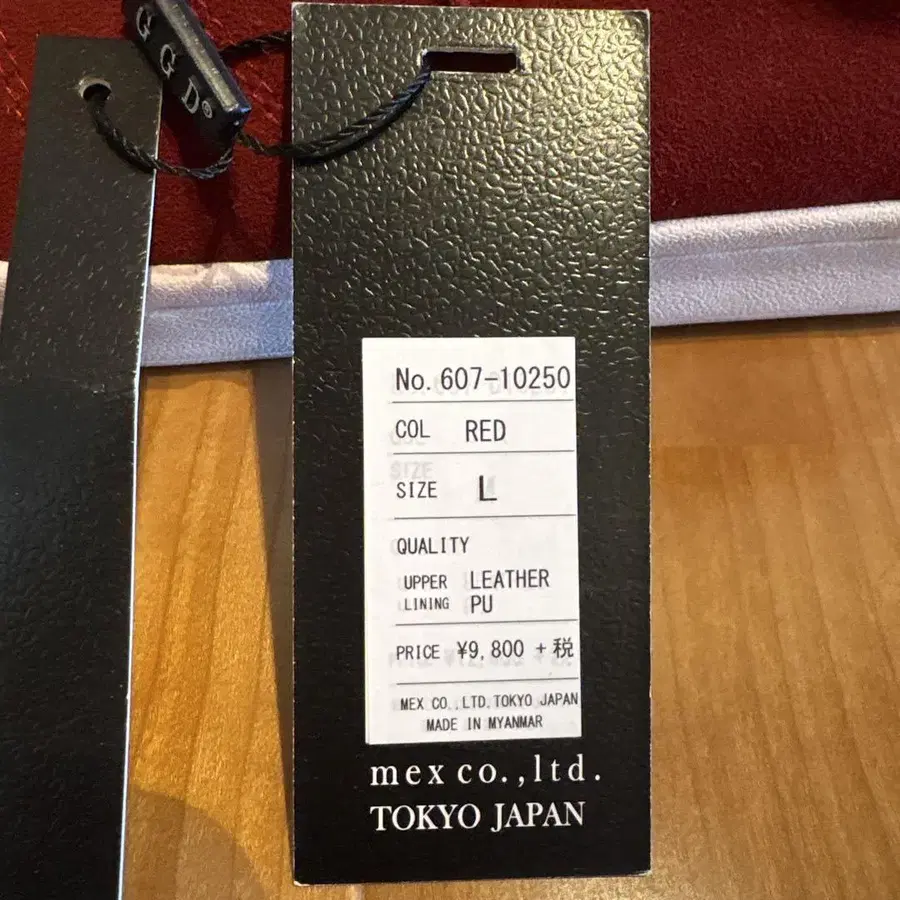 GGD®
No. 607-10250
COL RED
SIZE L
QUALITY
UPPER LEATHER
LINING PU
PRICE ¥9,800 +税
MEX CO.,LTD.TOKYO JAPAN
MADE IN MYANMAR
mex co.,ltd.
TOKYO JAPAN